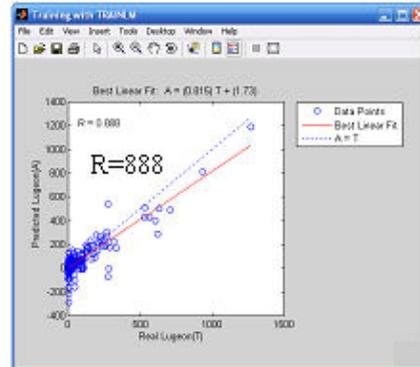 Training with TRAINLM
File Edit View Insert Tools Desktop Window Help
Best Linear Fit: A = (0.815) T + (1.73)
1400
1200
1000
800
600
400
200
0
-200
-400
R = 0.888
R=888
Data Points
Best Linear Fit
A = T
Predicted Lugeon(A)
0 500 1000 1500
Real Lugeon(T)